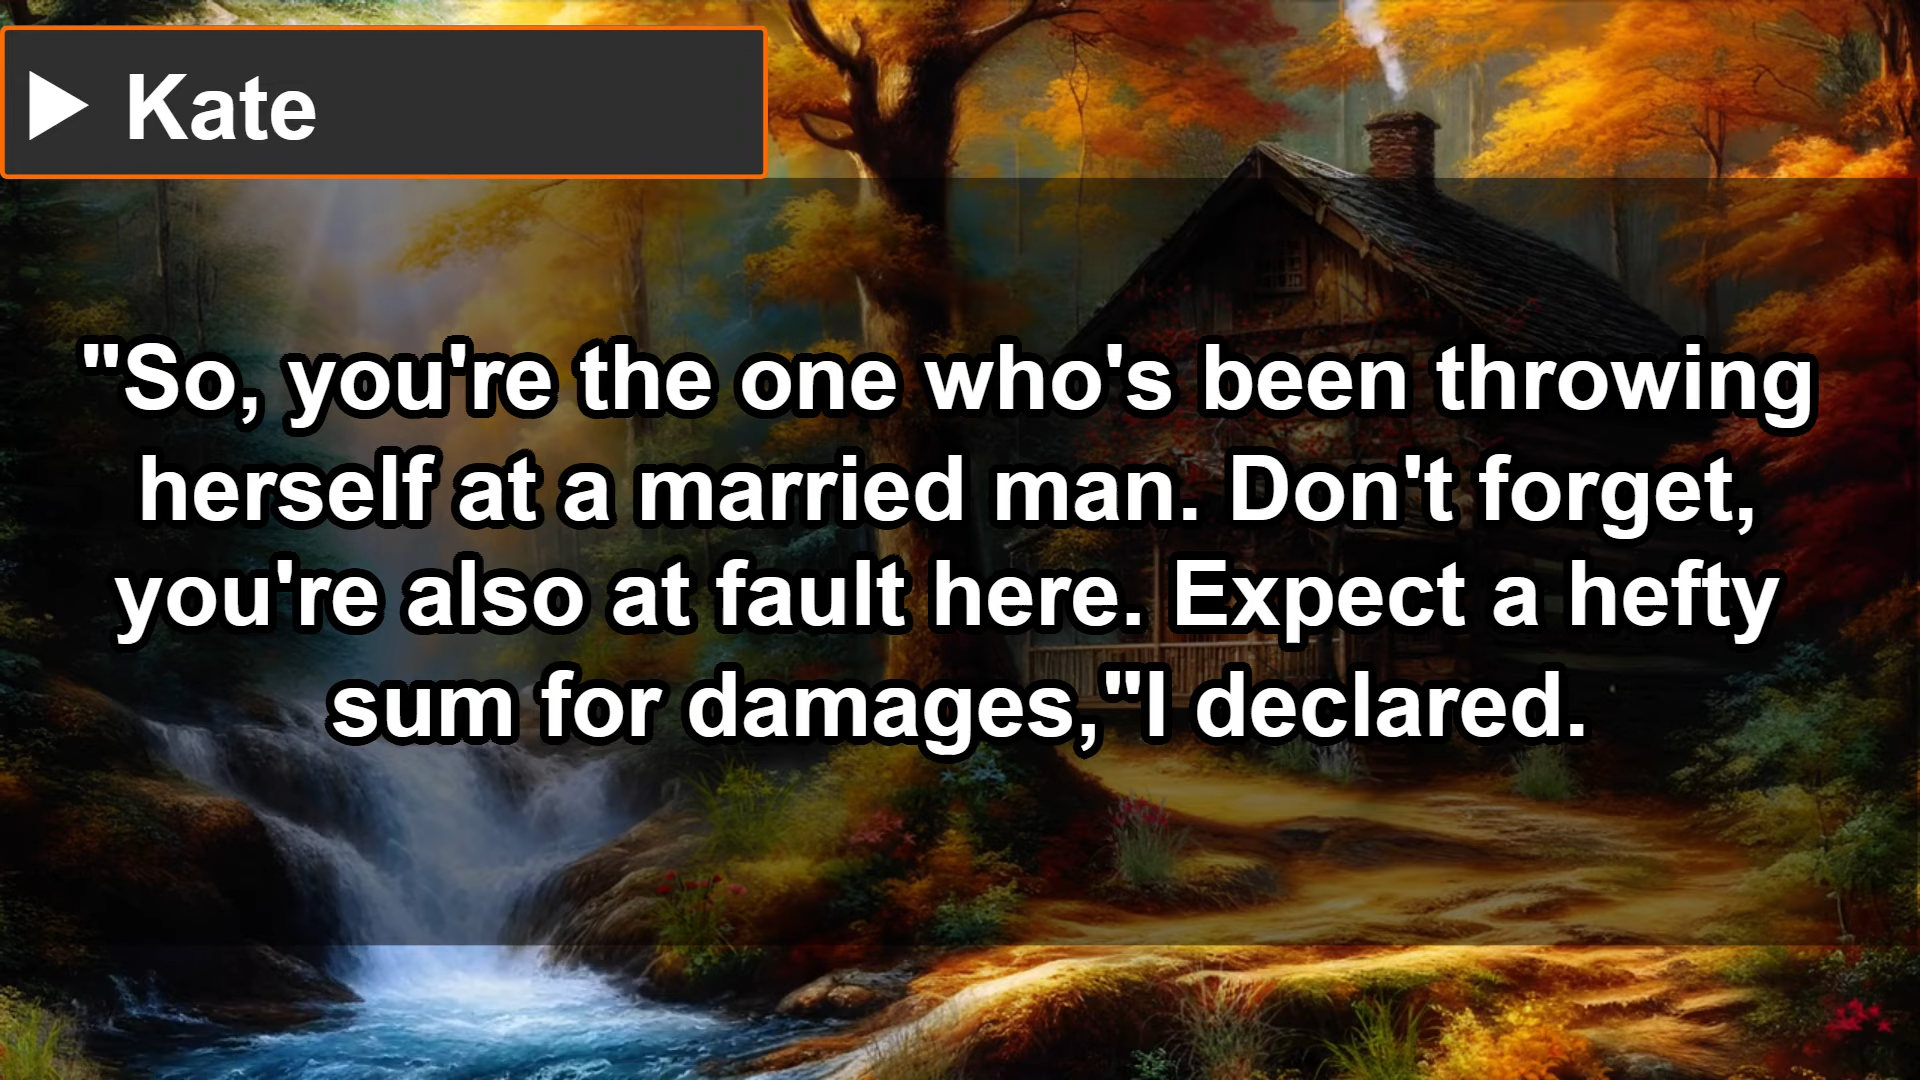 Kate
"So, you're the one who's been throwing
herself at a married man. Don't forget,
you're also at fault here. Expect a hefty
sum for damages,"I declared.